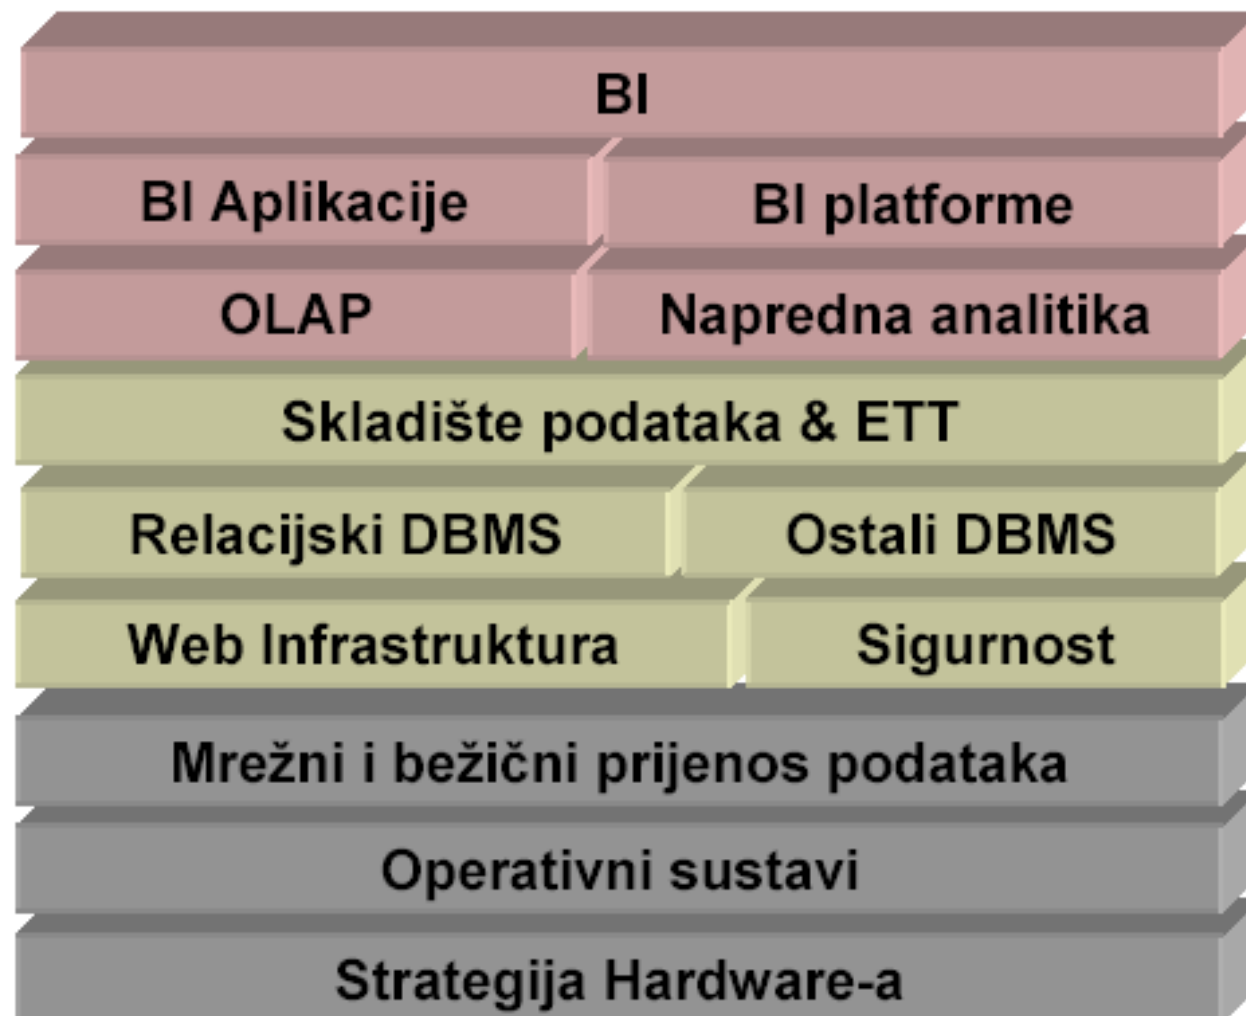 BI
BI Aplikacije
BI platforme
OLAP
Napredna analitika
Skladište podataka & ETT
Relacijski DBMS
Ostali DBMS
Web Infrastruktura
Sigurnost
Mrežni i bežični prijenos podataka
Operativni sustavi
Strategija Hardware-a